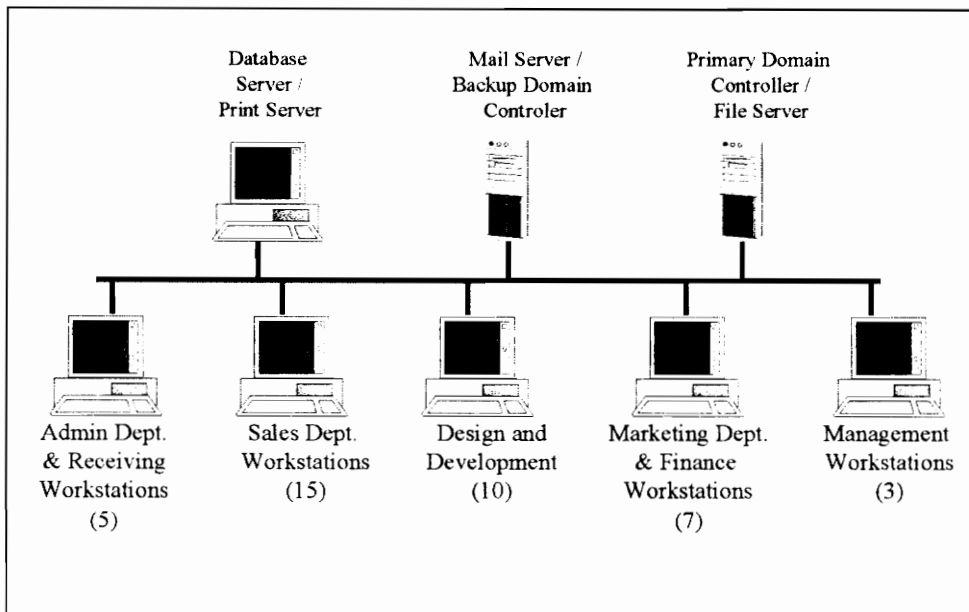 Database
Server /
Print Server
Mail Server /
Backup Domain
Controler
Primary Domain
Controller /
File Server
Admin Dept.
& Receiving
Workstations
(5)
Sales Dept.
Workstations
(15)
Design and
Development
(10)
Marketing Dept.
& Finance
Workstations
(7)
Management
Workstations
(3)